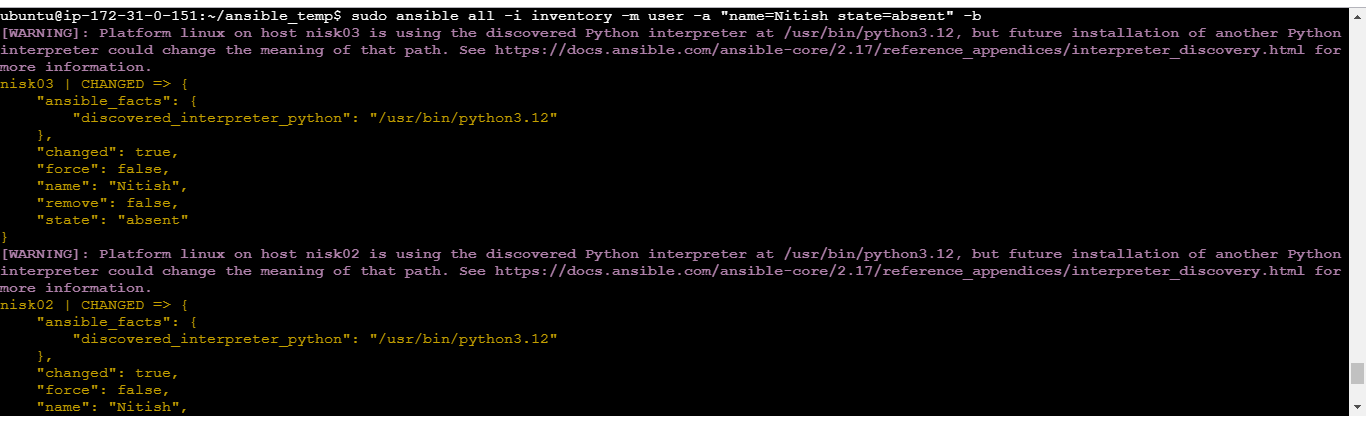 ubuntu@ip-172-31-0-151:~/ansible_temp$ sudo ansible all -i inventory -m user -a "name=Nitish state=absent" -b
[WARNING]: Platform linux on host nisk03 is using the discovered Python interpreter at /usr/bin/python3.12, but future installation of another Python
interpreter could change the meaning of that path. See https://docs.ansible.com/ansible-core/2.17/reference_appendices/interpreter_discovery.html for
more information.
nisk03 | CHANGED => {
    "ansible_facts": {
        "discovered_interpreter_python": "/usr/bin/python3.12"
    },
    "changed": true,
    "force": false,
    "name": "Nitish",
    "remove": false,
    "state": "absent"
}
[WARNING]: Platform linux on host nisk02 is using the discovered Python interpreter at /usr/bin/python3.12, but future installation of another Python
interpreter could change the meaning of that path. See https://docs.ansible.com/ansible-core/2.17/reference_appendices/interpreter_discovery.html for
more information.
nisk02 | CHANGED => {
    "ansible_facts": {
        "discovered_interpreter_python": "/usr/bin/python3.12"
    },
    "changed": true,
    "force": false,
    "name": "Nitish",